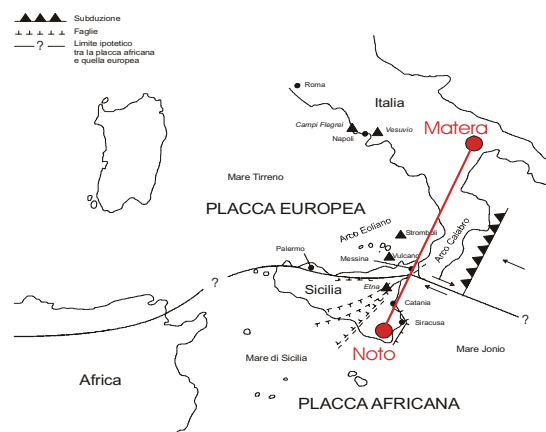 Subduzione
Faglie
?
Limite ipotetico
tra la placca africana
e quella europea
Roma
Italia
Campi Flegrei
Vesuvio
Napoli
Matera
Mare Tirreno
PLACCA EUROPEA
Arco Eoliano
Stromboli
Arco Calabro
Palermo
Messina
Vulcano
?
Sicilia
Etna
Catania
Siracusa
?
Noto
Mare di Sicilia
Mare Jonio
Africa
PLACCA AFRICANA